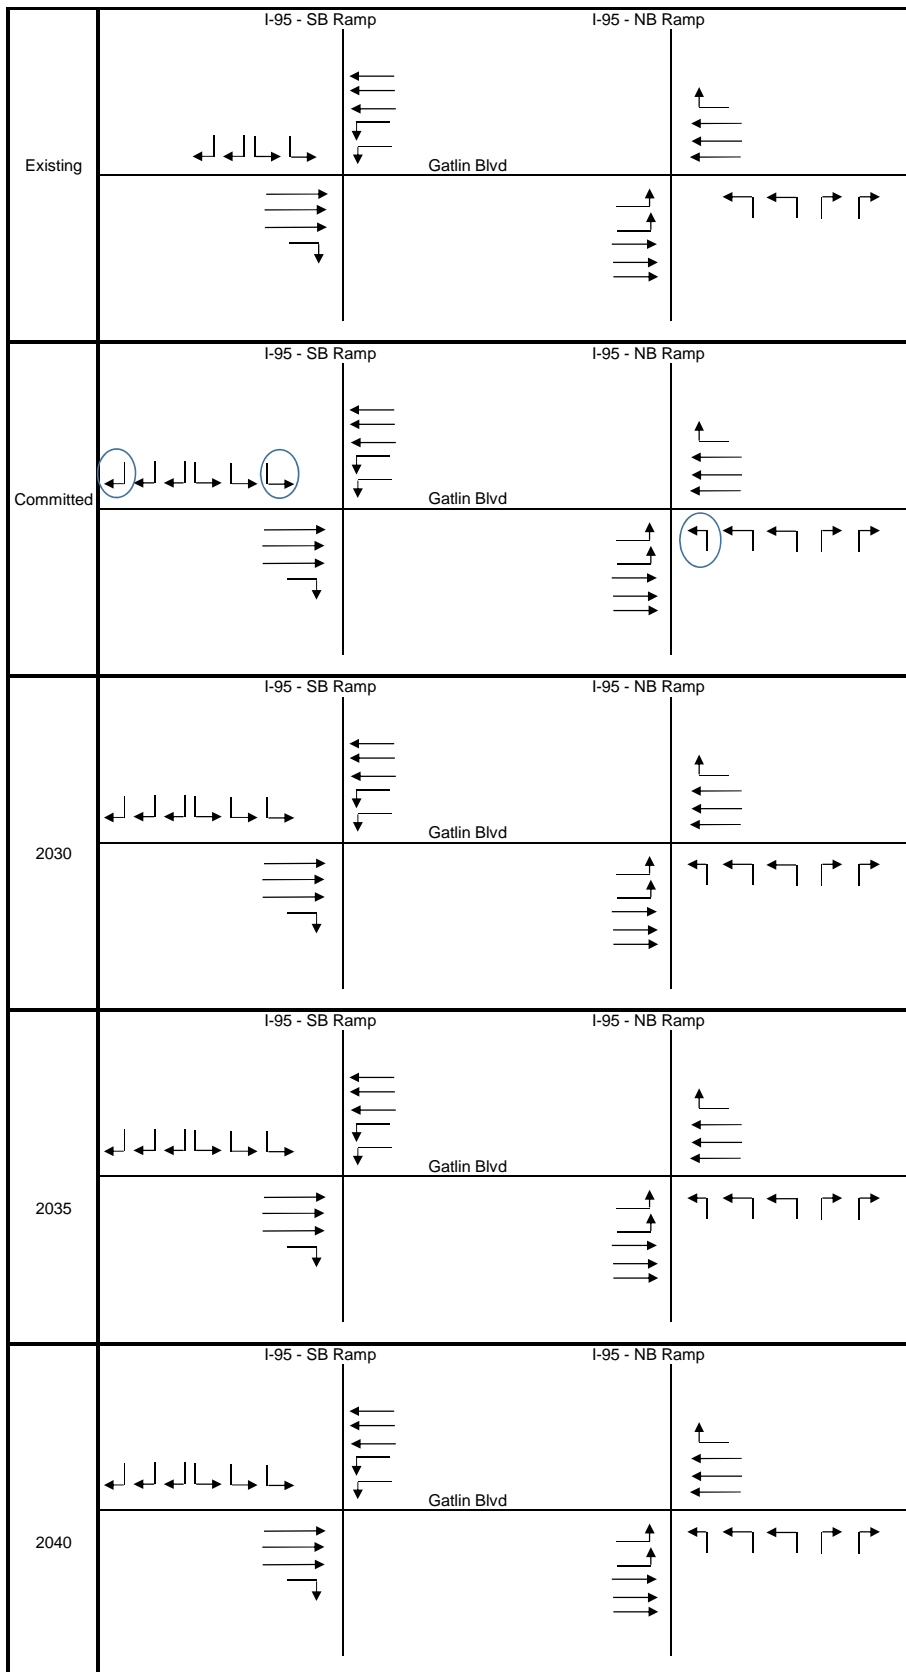 I-95 - SB Ramp I-95 - NB Ramp
Existing
Gatlin Blvd
I-95 - SB Ramp I-95 - NB Ramp
Committed
Gatlin Blvd
I-95 - SB Ramp I-95 - NB Ramp
Gatlin Blvd
2030
I-95 - SB Ramp I-95 - NB Ramp
Gatlin Blvd
2035
I-95 - SB Ramp I-95 - NB Ramp
Gatlin Blvd
2040